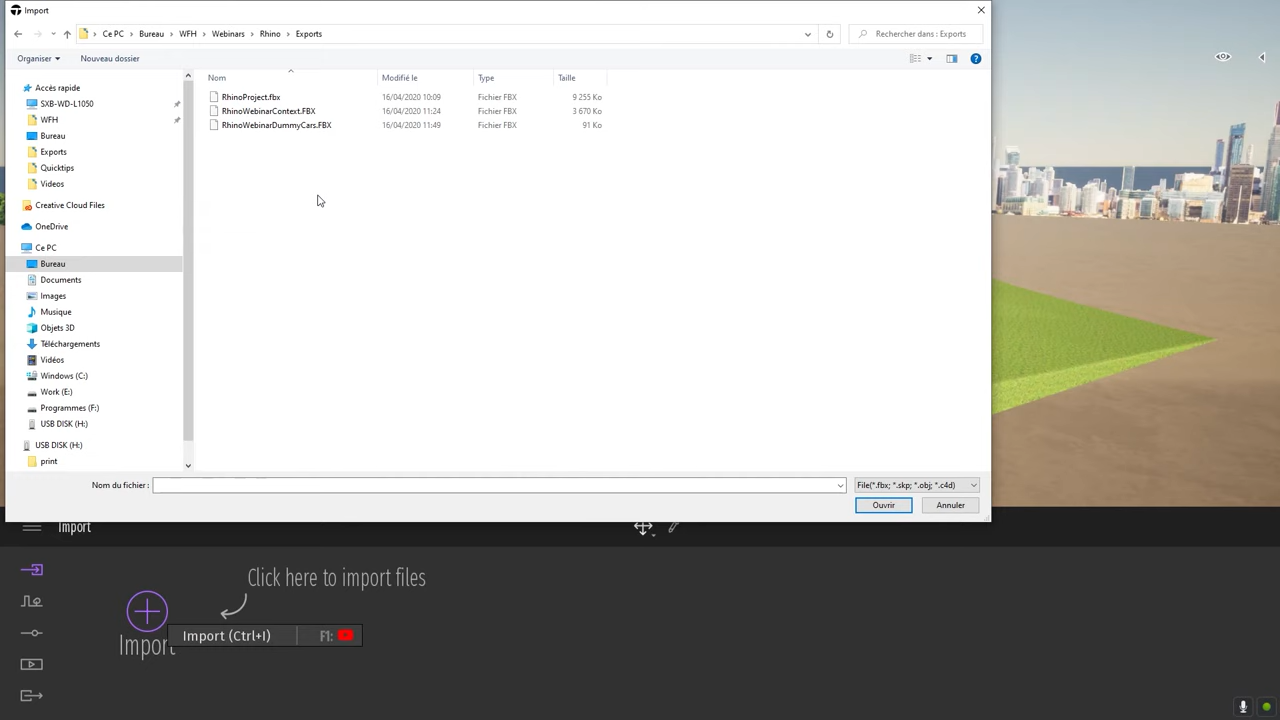 Import
Ce PC > Bureau > WFH > Webinars > Rhino > Exports
Rechercher dans : Exports
Organiser
Nouveau dossier
Nom
Modifié le
Type
Taille
Accès rapide
SXB-WD-L1050
WFH
Bureau
Exports
Quicktips
Videos
Creative Cloud Files
OneDrive
Ce PC
Bureau
Documents
Images
Musique
Objets 3D
Téléchargements
Vidéos
Windows (C:)
Work (E:)
Programmes (F:)
USB DISK (H:)
USB DISK (H:)
print
RhinoProject.fbx 16/04/2020 10:09 Fichier FBX 9 255 Ko
RhinoWebinarContext.FBX 16/04/2020 11:24 Fichier FBX 3 670 Ko
RhinoWebinarDummyCars.FBX 16/04/2020 11:49 Fichier FBX 91 Ko
Nom du fichier :
File(*.fbx; *.skp; *.obj; *.c4d)
Ouvrir
Annuler
Import
Click here to import files
Import (Ctrl+I)
F1:
Import